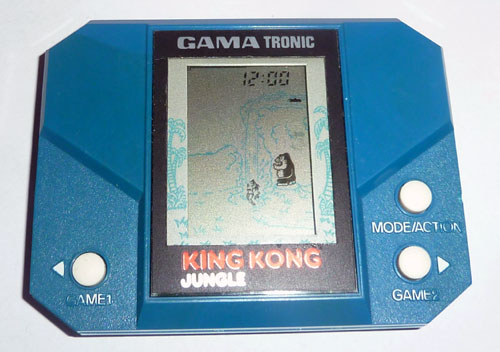 GAMA TRONIC
12:00
KING KONG
JUNGLE
MODE/ACTION
GAME1
GAME2